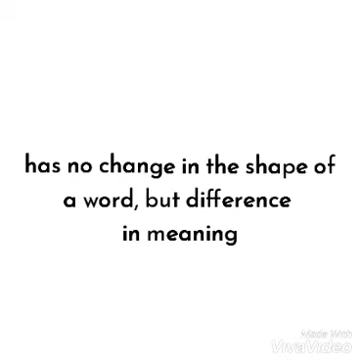 has no change in the shape of
a word, but difference
in meaning
Made With
VivaVideo